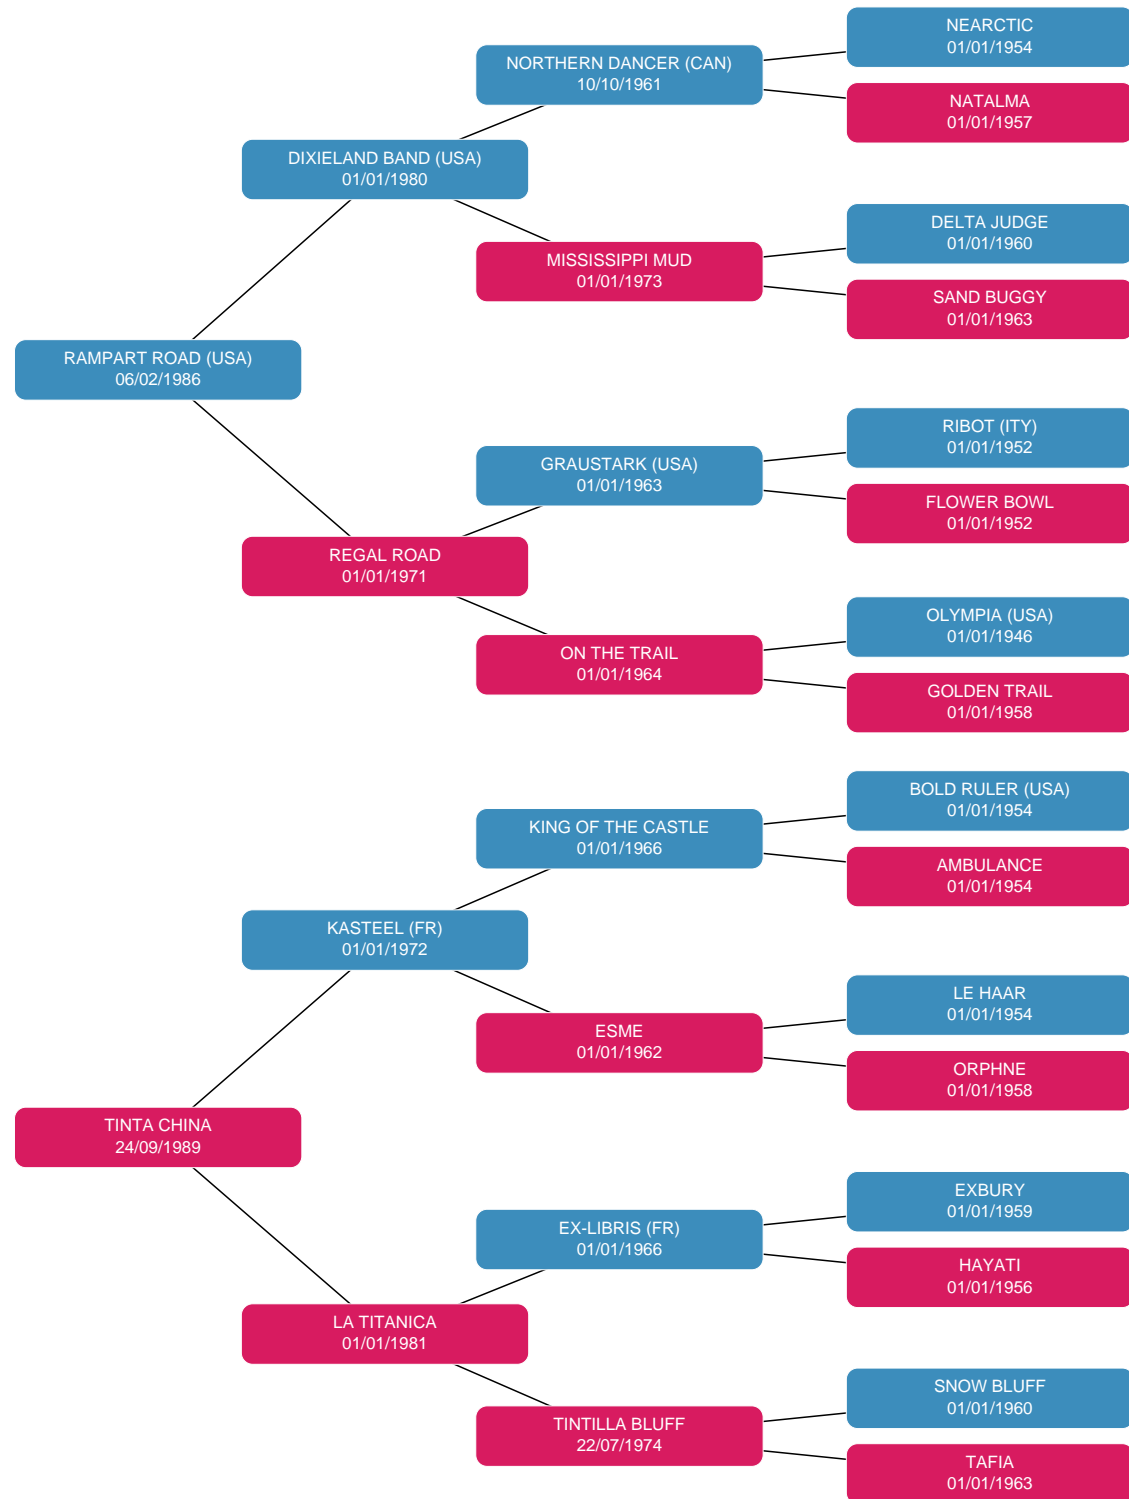 NEARCTIC
01/01/1954
NORTHERN DANCER (CAN)
10/10/1961
NATALMA
01/01/1957
DIXIELAND BAND (USA)
01/01/1980
DELTA JUDGE
01/01/1960
MISSISSIPPI MUD
01/01/1973
SAND BUGGY
01/01/1963
RAMPART ROAD (USA)
06/02/1986
RIBOT (ITY)
01/01/1952
GRAUSTARK (USA)
01/01/1963
FLOWER BOWL
01/01/1952
REGAL ROAD
01/01/1971
OLYMPIA (USA)
01/01/1946
ON THE TRAIL
01/01/1964
GOLDEN TRAIL
01/01/1958
BOLD RULER (USA)
01/01/1954
KING OF THE CASTLE
01/01/1966
AMBULANCE
01/01/1954
KASTEEL (FR)
01/01/1972
LE HAAR
01/01/1954
ESME
01/01/1962
ORPHNE
01/01/1958
TINTA CHINA
24/09/1989
EXBURY
01/01/1959
EX-LIBRIS (FR)
01/01/1966
HAYATI
01/01/1956
LA TITANICA
01/01/1981
SNOW BLUFF
01/01/1960
TINTILLA BLUFF
22/07/1974
TAFIA
01/01/1963